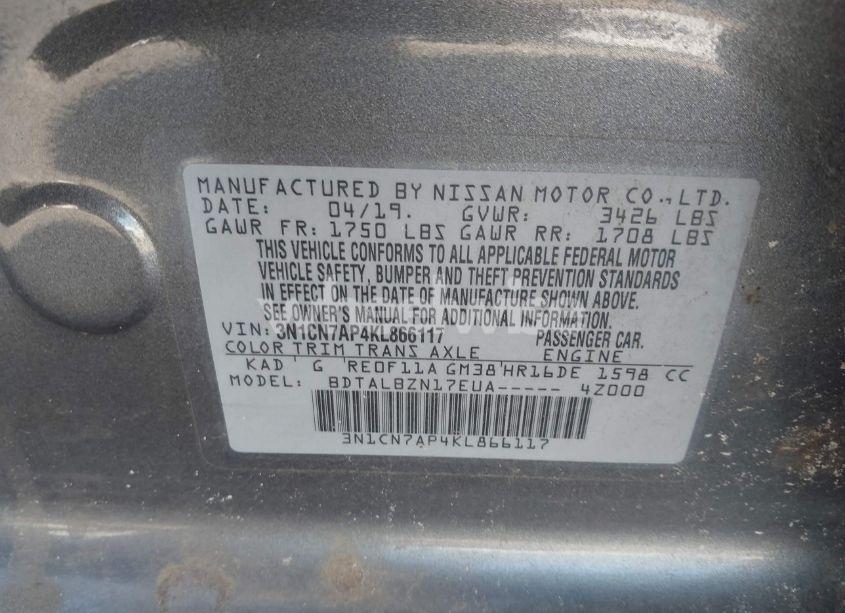 MANUFACTURED BY NISSAN MOTOR CO., LTD.
DATE: 04/19. GVWR: 3426 LBS
GAWR FR: 1750 LBS GAWR RR: 1708 LBS
THIS VEHICLE CONFORMS TO ALL APPLICABLE FEDERAL MOTOR
VEHICLE SAFETY, BUMPER AND THEFT PREVENTION STANDARDS
IN EFFECT ON THE DATE OF MANUFACTURE SHOWN ABOVE.
SEE OWNER'S MANUAL FOR ADDITIONAL INFORMATION.
VIN: 3N1CN7AP4KL866117 PASSENGER CAR.
COLOR TRIM TRANS AXLE ENGINE
KAD G RE0F11A GM38 HR16DE 1598 CC
MODEL: BDTALBZN17EUA----- 4Z000
3N1CN7AP4KL866117